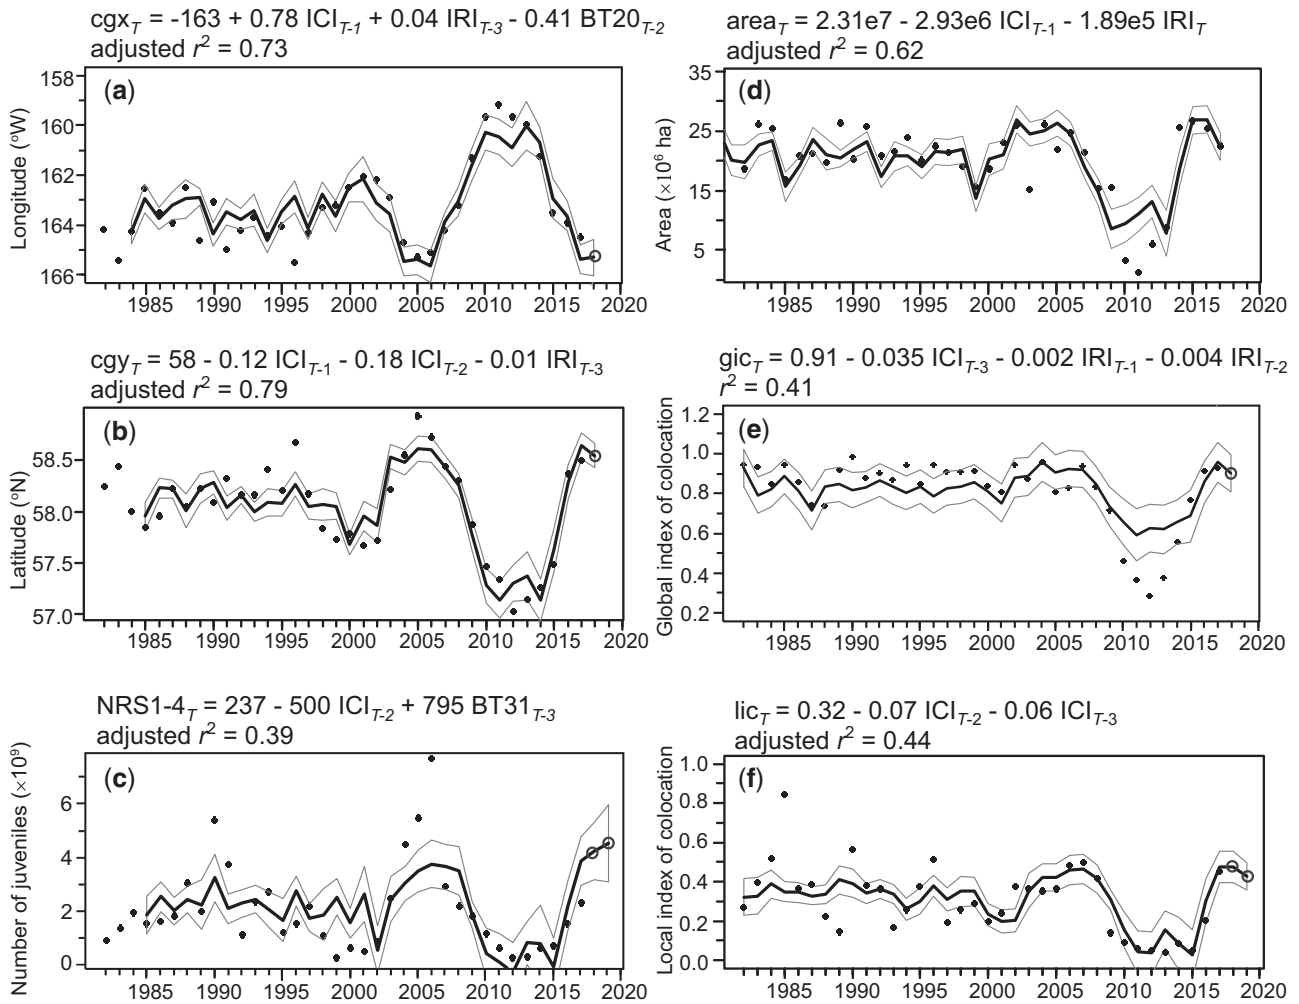 cgx_T = -163 + 0.78 ICI_T-1 + 0.04 IRI_T-3 - 0.41 BT20_T-2
adjusted r² = 0.73
(a)
Longitude (°W)
158
160
162
164
166
1985 1990 1995 2000 2005 2010 2015 2020
area_T = 2.31e7 - 2.93e6 ICI_T-1 - 1.89e5 IRI_T
adjusted r² = 0.62
(d)
Area (×10⁶ ha)
35
25
15
5
1985 1990 1995 2000 2005 2010 2015 2020
cgy_T = 58 - 0.12 ICI_T-1 - 0.18 ICI_T-2 - 0.01 IRI_T-3
adjusted r² = 0.79
(b)
Latitude (°N)
58.5
58.0
57.5
57.0
1985 1990 1995 2000 2005 2010 2015 2020
gic_T = 0.91 - 0.035 ICI_T-3 - 0.002 IRI_T-1 - 0.004 IRI_T-2
r² = 0.41
(e)
Global index of colocation
1.2
1.0
0.8
0.6
0.4
0.2
1985 1990 1995 2000 2005 2010 2015 2020
NRS1-4_T = 237 - 500 ICI_T-2 + 795 BT31_T-3
adjusted r² = 0.39
(c)
Number of juveniles (×10⁹)
6
4
2
0
1985 1990 1995 2000 2005 2010 2015 2020
lic_T = 0.32 - 0.07 ICI_T-2 - 0.06 ICI_T-3
adjusted r² = 0.44
(f)
Local index of colocation
1.0
0.8
0.6
0.4
0.2
0.0
1985 1990 1995 2000 2005 2010 2015 2020